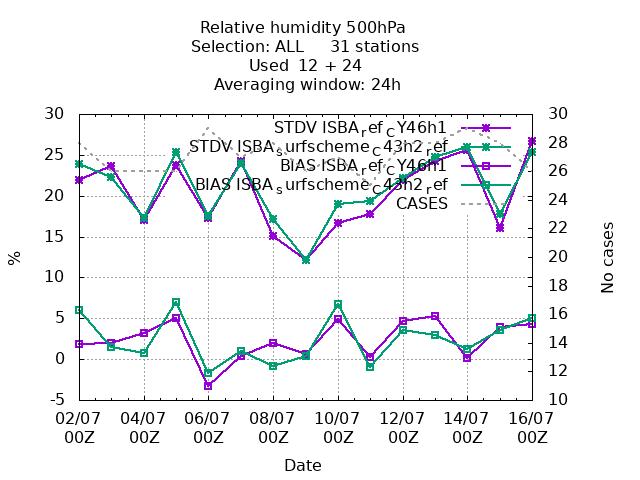 Relative humidity 500hPa
Selection: ALL 31 stations
Used 12 + 24
Averaging window: 24h
30 30
STDV ISBA_ref_CY46h1
STDV ISBA_surfscheme_C43h2_ref
BIAS ISBA_ref_CY46h1
BIAS ISBA_surfscheme_C43h2_ref
CASES
25
20
15
10
5
0
-5
28
26
24
22
20
18
16
14
12
10
%
No cases
02/07 04/07 06/07 08/07 10/07 12/07 14/07 16/07
00Z 00Z 00Z 00Z 00Z 00Z 00Z 00Z
Date